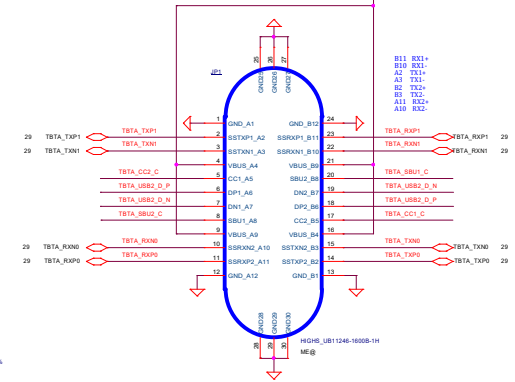 JP1
25 26 27
GND25 GND26 GND27
B11 RX1+
B10 RX1-
A2 TX1+
A3 TX1-
B2 TX2+
B3 TX2-
A11 RX2+
A10 RX2-
1 GND_A1 GND_B12 24
29 TBTA_TXP1 TBTA_TXP1 2 SSTXP1_A2 SSRXP1_B11 23 TBTA_RXP1 TBTA_RXP1 29
29 TBTA_TXN1 TBTA_TXN1 3 SSTXN1_A3 SSRXN1_B10 22 TBTA_RXN1 TBTA_RXN1 29
4 VBUS_A4 VBUS_B9 21
TBTA_CC2_C 5 CC1_A5 SBU2_B8 20 TBTA_SBU1_C
TBTA_USB2_D_P 6 DP1_A6 DN2_B7 19 TBTA_USB2_D_N
TBTA_USB2_D_N 7 DN1_A7 DP2_B6 18 TBTA_USB2_D_P
TBTA_SBU2_C 8 SBU1_A8 CC2_B5 17 TBTA_CC1_C
9 VBUS_A9 VBUS_B4 16
29 TBTA_RXN0 TBTA_RXN0 10 SSRXN2_A10 SSTXN2_B3 15 TBTA_TXN0 TBTA_TXN0 29
29 TBTA_RXP0 TBTA_RXP0 11 SSRXP2_A11 SSTXP2_B2 14 TBTA_TXP0 TBTA_TXP0 29
12 GND_A12 GND_B1 13
GND28 GND29 GND30
28 29 30
HIGHS_UB11246-1600B-1H
ME@